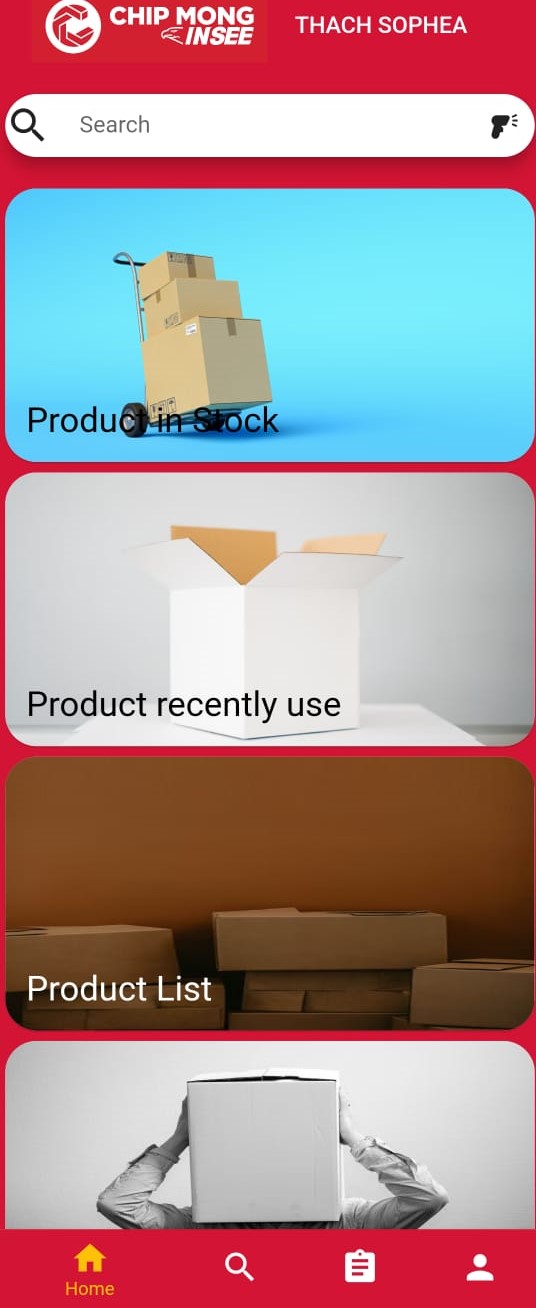 CHIP MONG
INSEE
THACH SOPHEA
Search
Product in Stock
Product recently use
Product List
Home